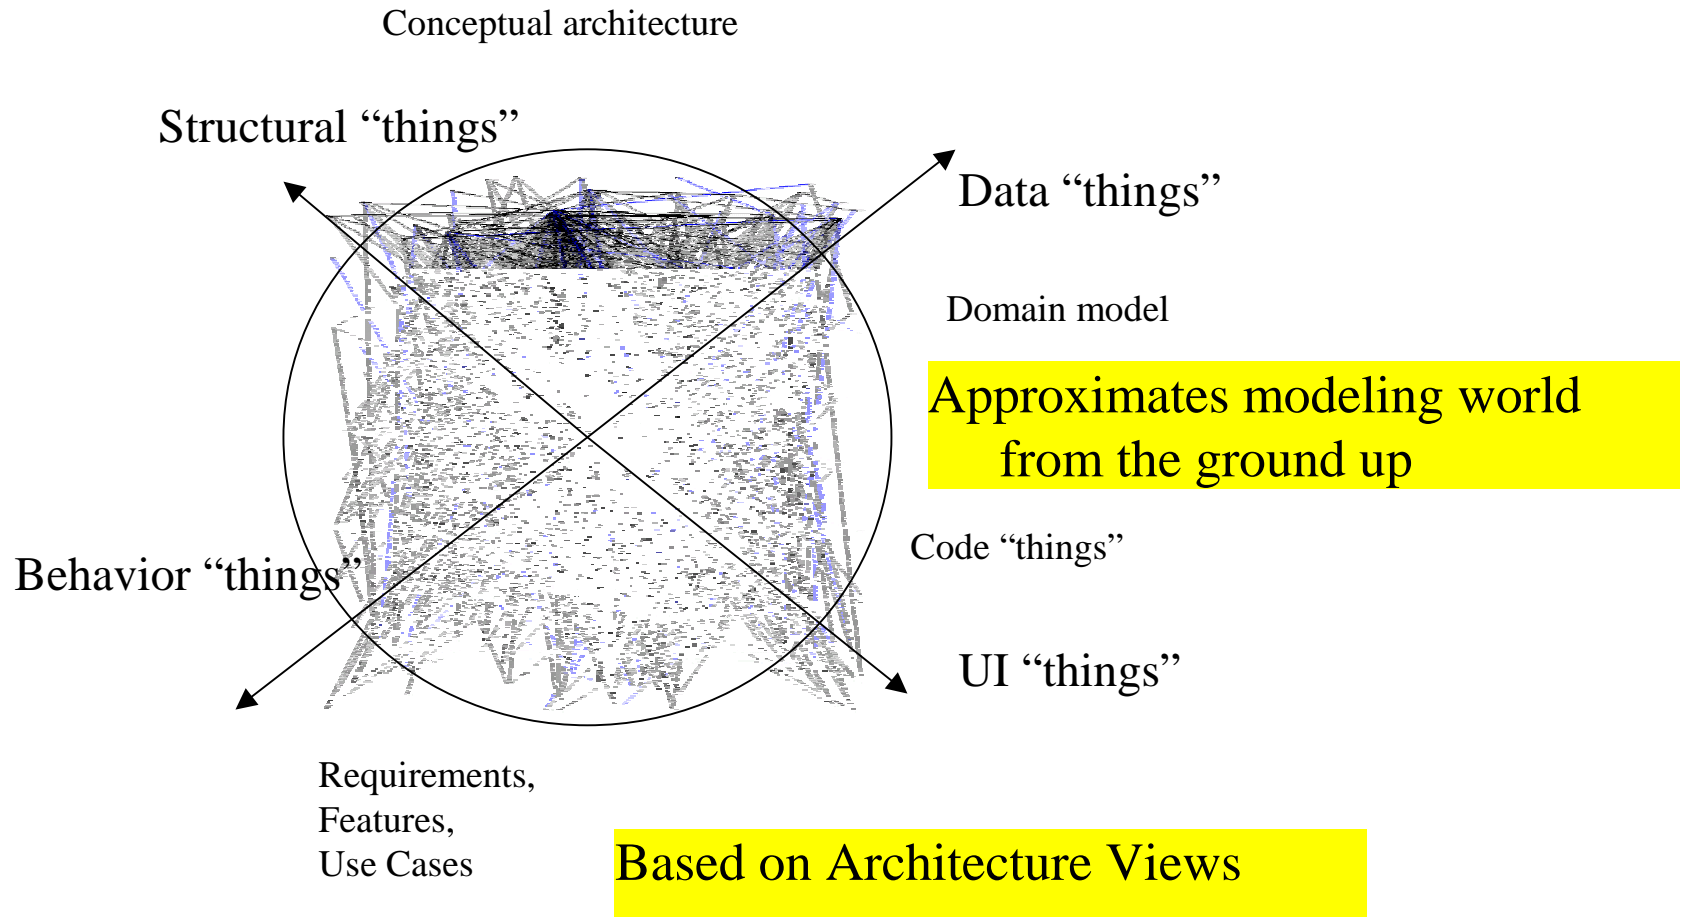 Conceptual architecture
Structural “things”
Data “things”
Domain model
Approximates modeling world
from the ground up
Code “things”
Behavior “things”
UI “things”
Requirements,
Features,
Use Cases
Based on Architecture Views